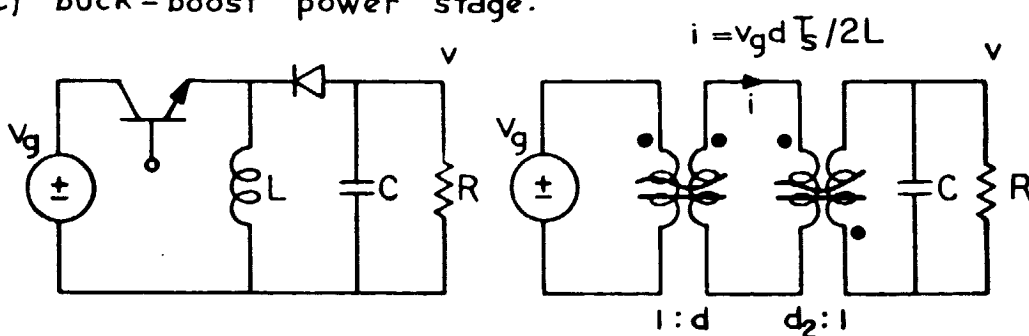 c) buck-boost power stage.
i = vgd Ts/2L
v
v
i
Vg
±
L
C
R
Vg
±
C
R
1 : d
d2 : 1